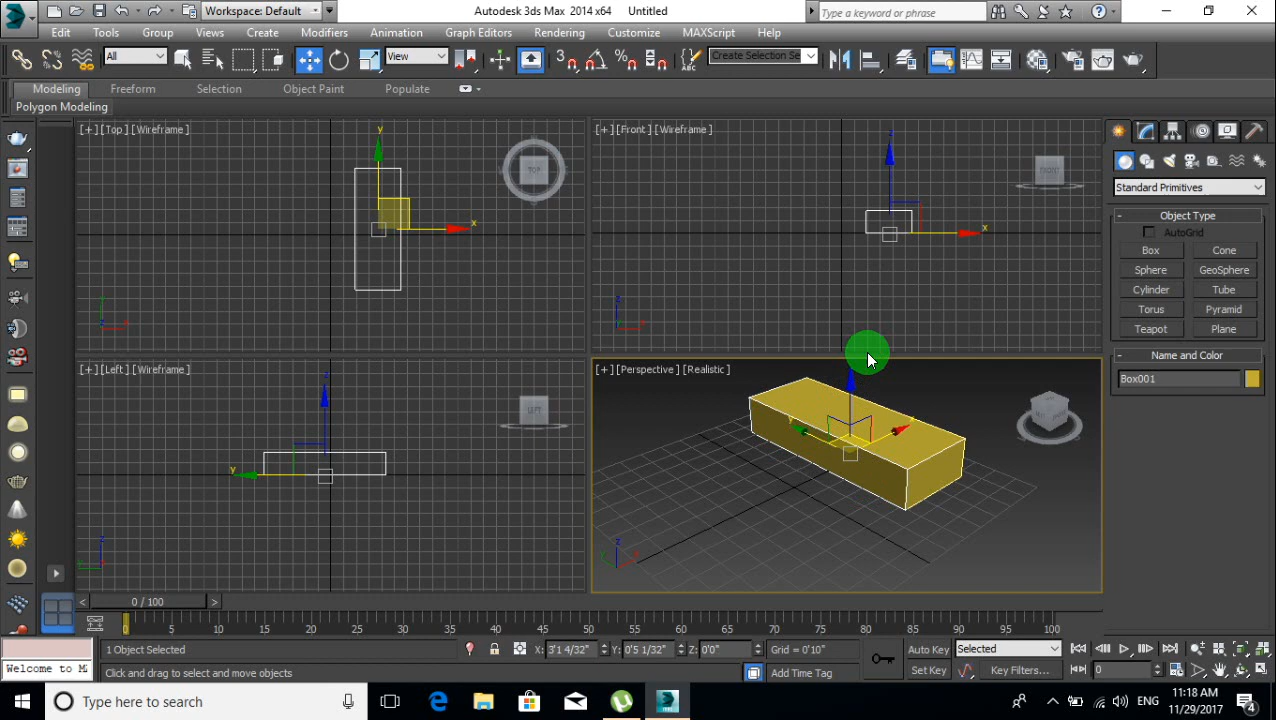 Workspace: Default
Autodesk 3ds Max 2014 x64 Untitled
Type a keyword or phrase
Edit Tools Group Views Create Modifiers Animation Graph Editors Rendering Customize MAXScript Help
All
View
3
Create Selection Se
Modeling Freeform Selection Object Paint Populate
Polygon Modeling
[+] [Top] [Wireframe]
TOP
y
x
z
x
[+] [Front] [Wireframe]
FRONT
z
x
z
x
Standard Primitives
- Object Type
AutoGrid
Box Cone
Sphere GeoSphere
Cylinder Tube
Torus Pyramid
Teapot Plane
- Name and Color
Box001
[+] [Left] [Wireframe]
LEFT
z
y
z
[+] [Perspective] [Realistic]
z
< 0 / 100 >
0 5 10 15 20 25 30 35 40 45 50 55 60 65 70 75 80 85 90 95 100
1 Object Selected
X: 3'1 4/32" Y: 0'5 1/32" Z: 0'0" Grid = 0'10"
Auto Key Selected
Welcome to M
Click and drag to select and move objects
Add Time Tag
Set Key Key Filters...
0
Type here to search
ENG
11:18 AM
11/29/2017
4